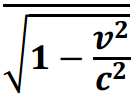 √(1 − v²/c²)